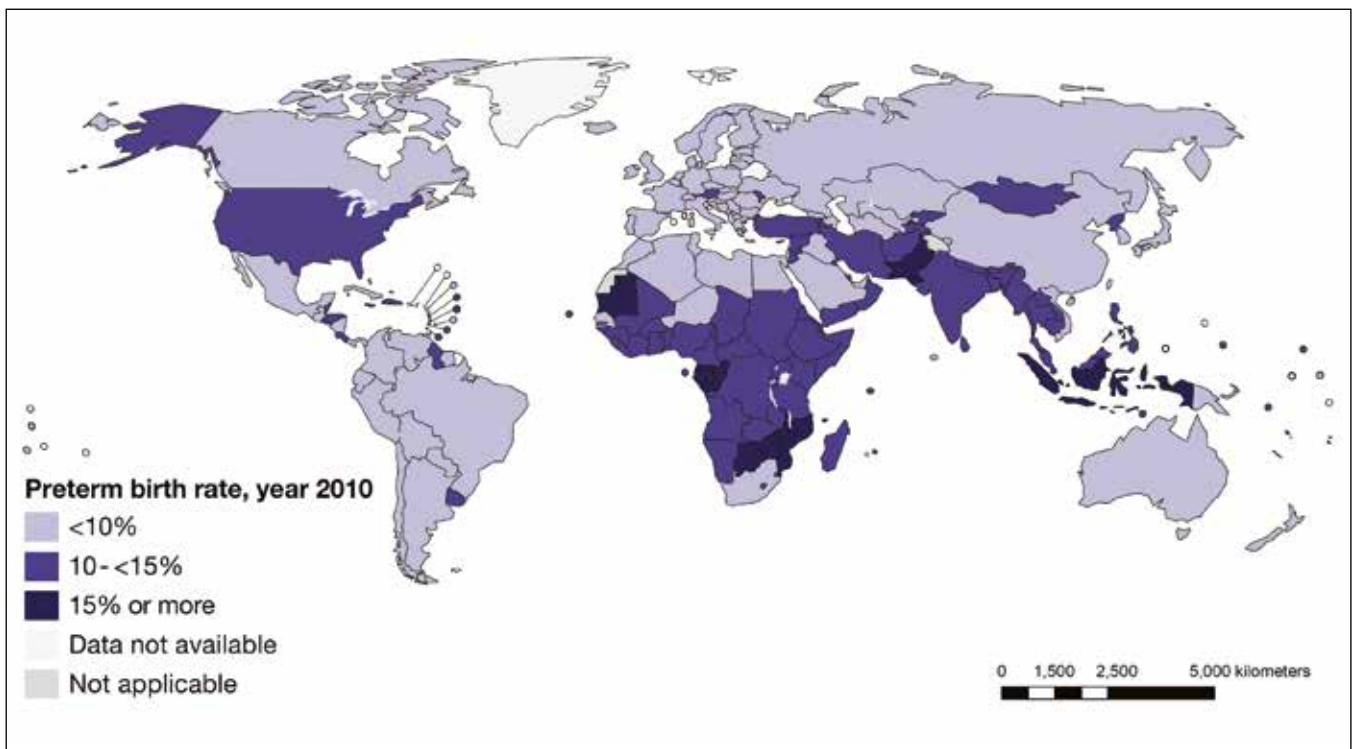 Preterm birth rate, year 2010
<10%
10-<15%
15% or more
Data not available
Not applicable
0 1,500 2,500 5,000 kilometers